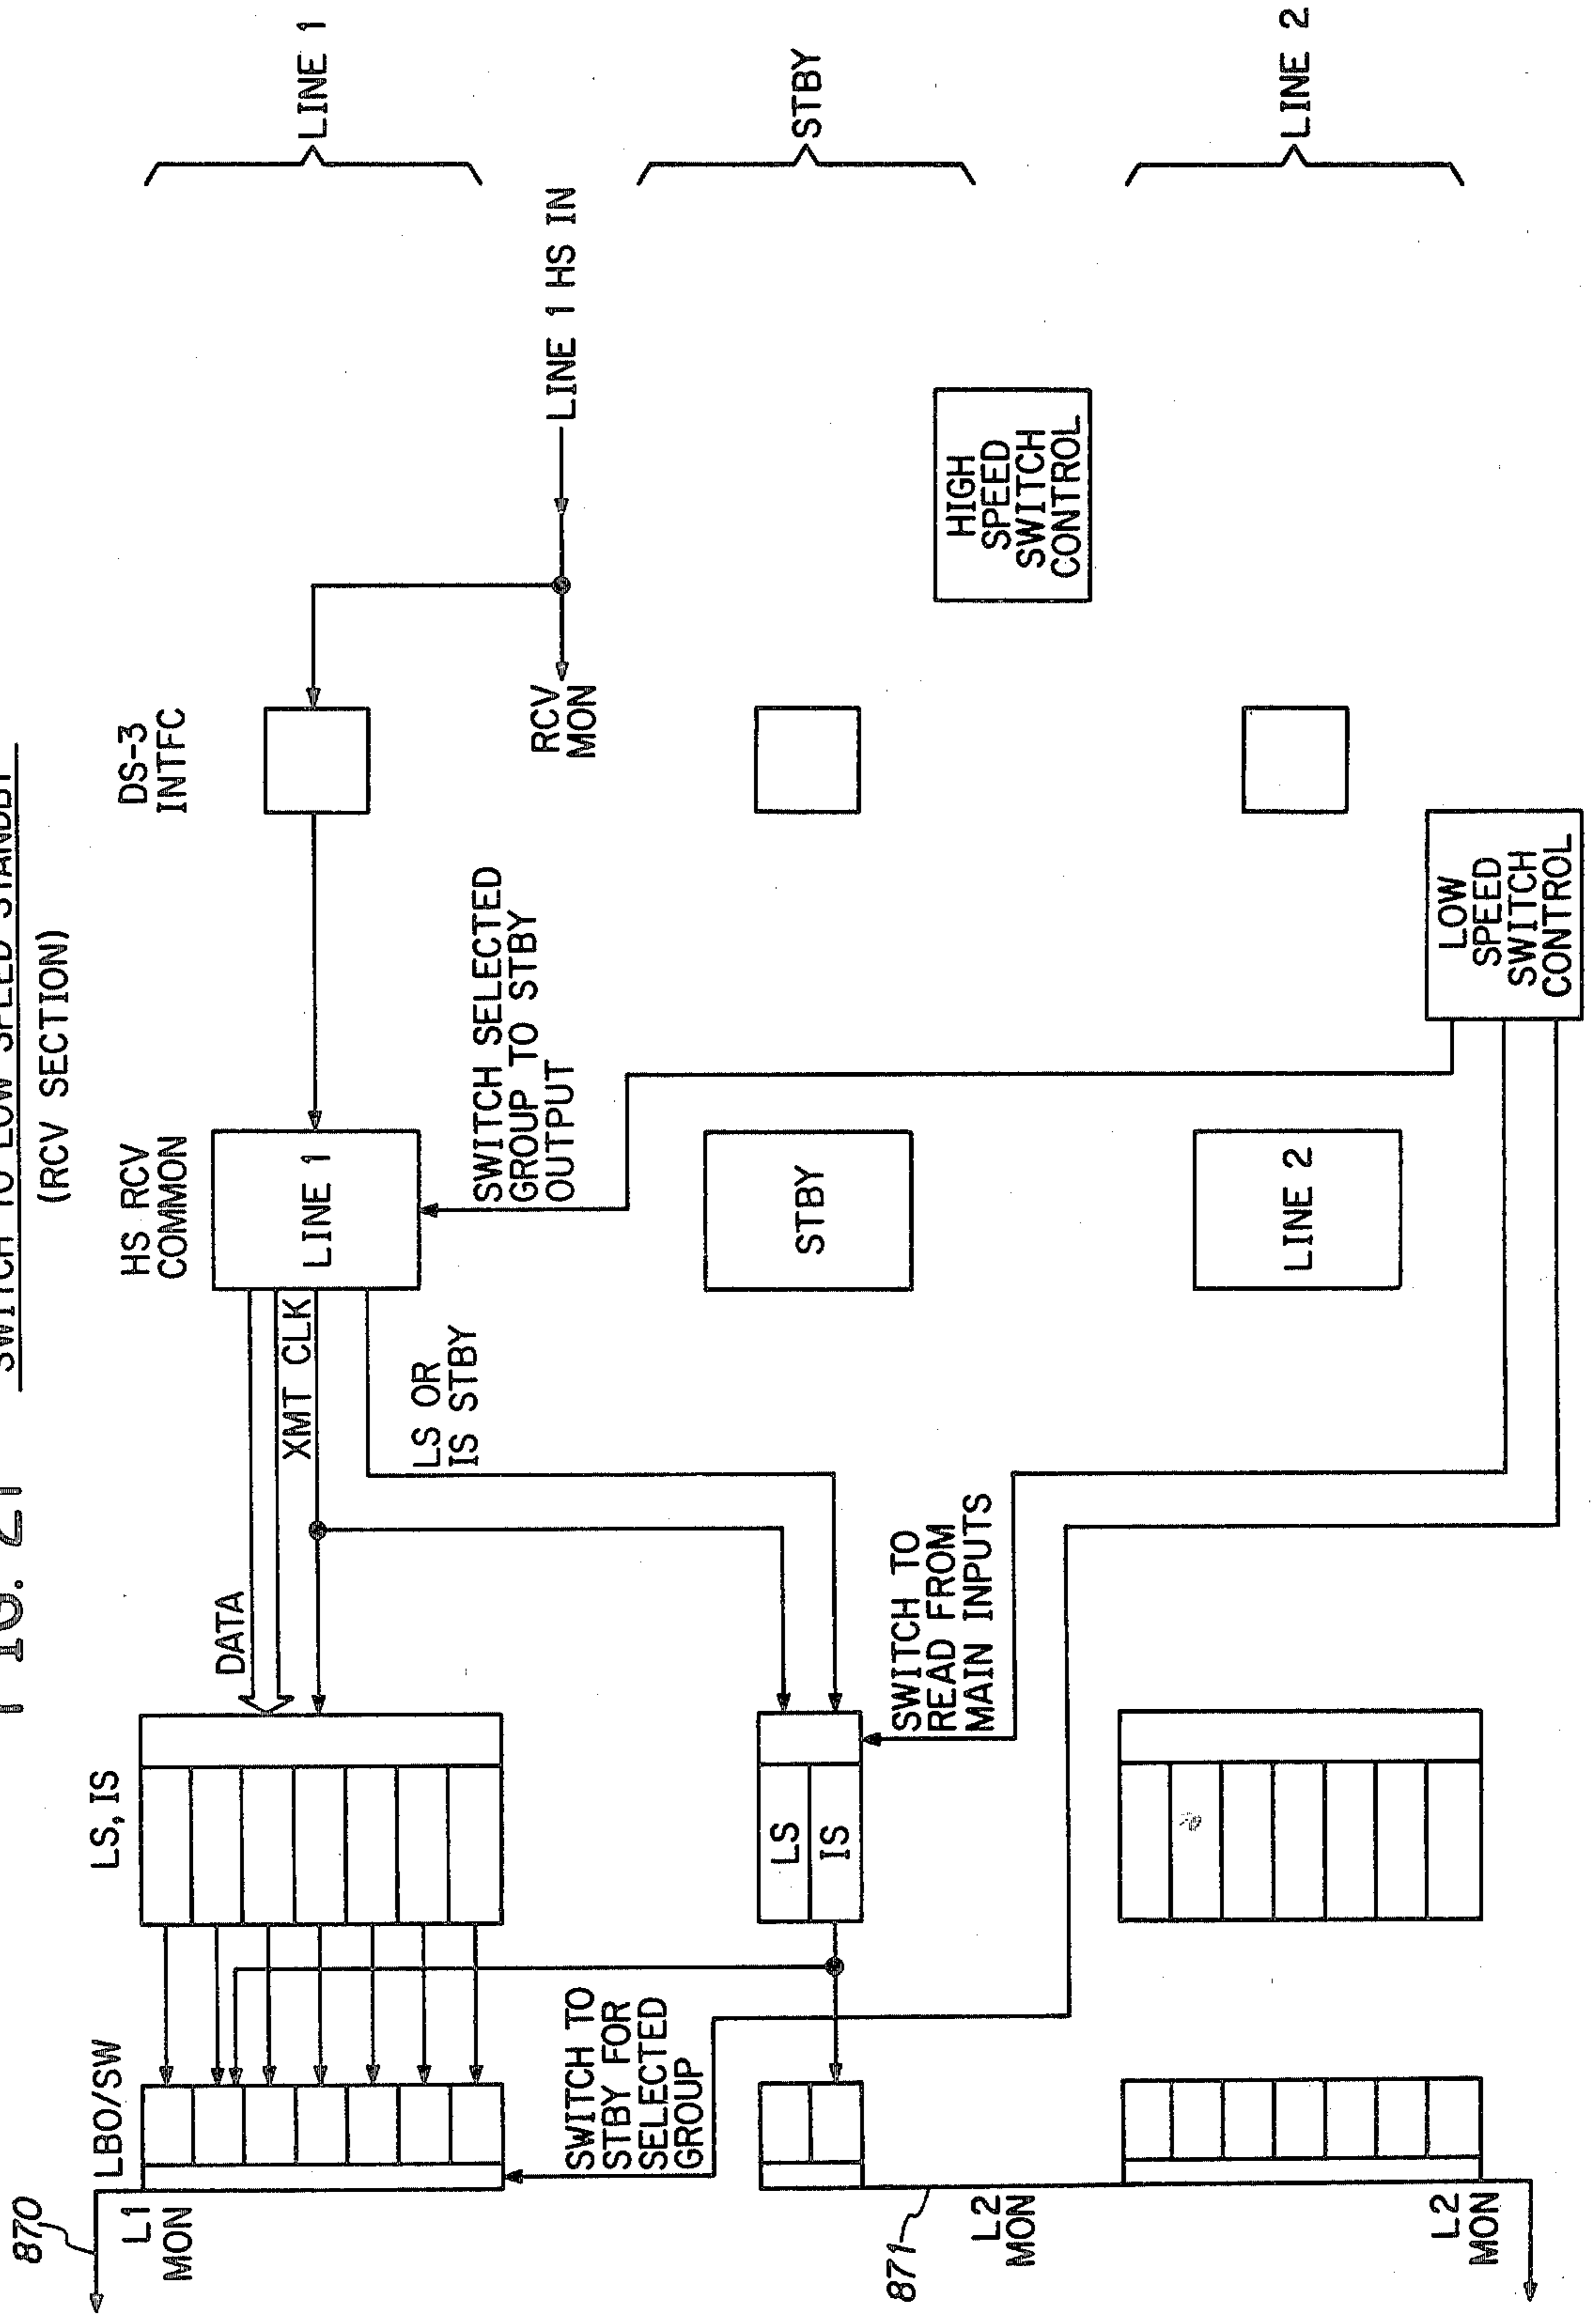 FIG. 21
SWITCH TO LOW SPEED STANDBY
(RCV SECTION)
870
L1
MON
LBO/SW
LS, IS
DATA
XMT CLK
HS RCV
COMMON
LINE 1
DS-3
INTFC
LINE 1
RCV
MON
LINE 1 HS IN
LS OR
IS STBY
SWITCH SELECTED
GROUP TO STBY
OUTPUT
SWITCH TO
STBY FOR
SELECTED
GROUP
LS
IS
STBY
STBY
871
L2
MON
SWITCH TO
READ FROM
MAIN INPUTS
HIGH
SPEED
SWITCH
CONTROL
LINE 2
LINE 2
L2
MON
LOW
SPEED
SWITCH
CONTROL